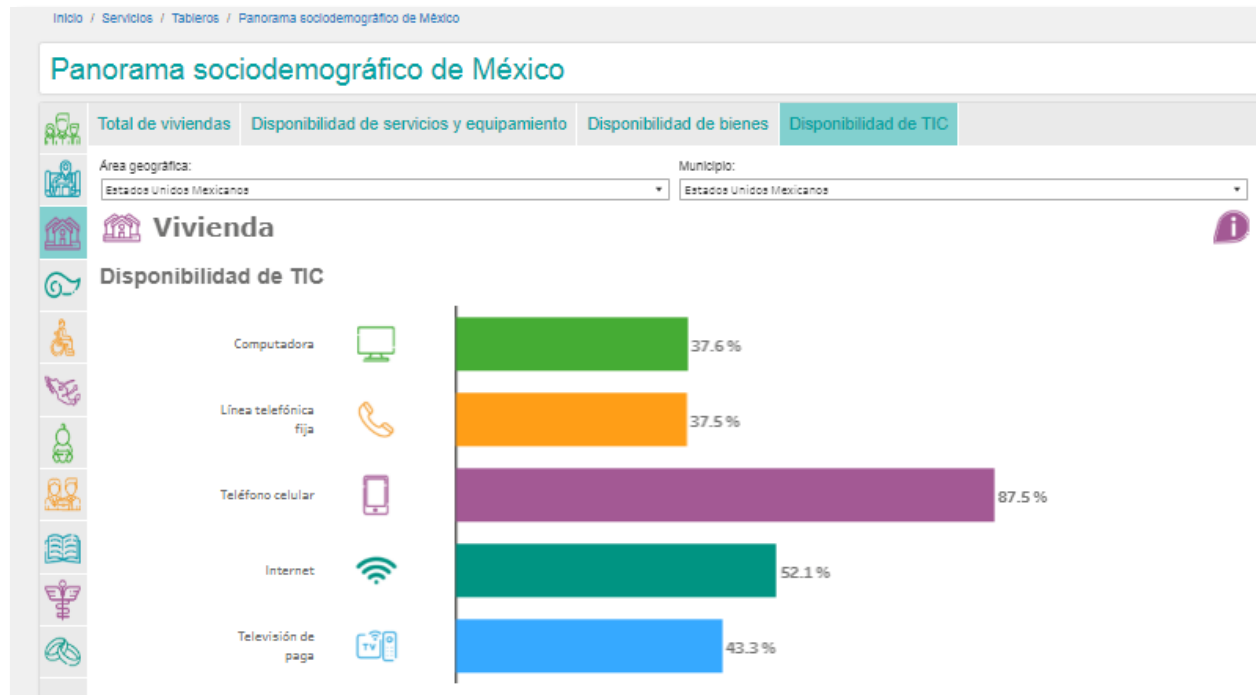 Inicio / Servicios / Tableros / Panorama sociodemográfico de México
Panorama sociodemográfico de México
Total de viviendas Disponibilidad de servicios y equipamiento Disponibilidad de bienes Disponibilidad de TIC
Área geográfica: Municipio:
Estados Unidos Mexicanos Estados Unidos Mexicanos
Vivienda
i
Disponibilidad de TIC
Computadora 37.6 %
Línea telefónica
fija
37.5 %
Teléfono celular 87.5 %
Internet 52.1 %
Televisión de
paga
TV
43.3 %